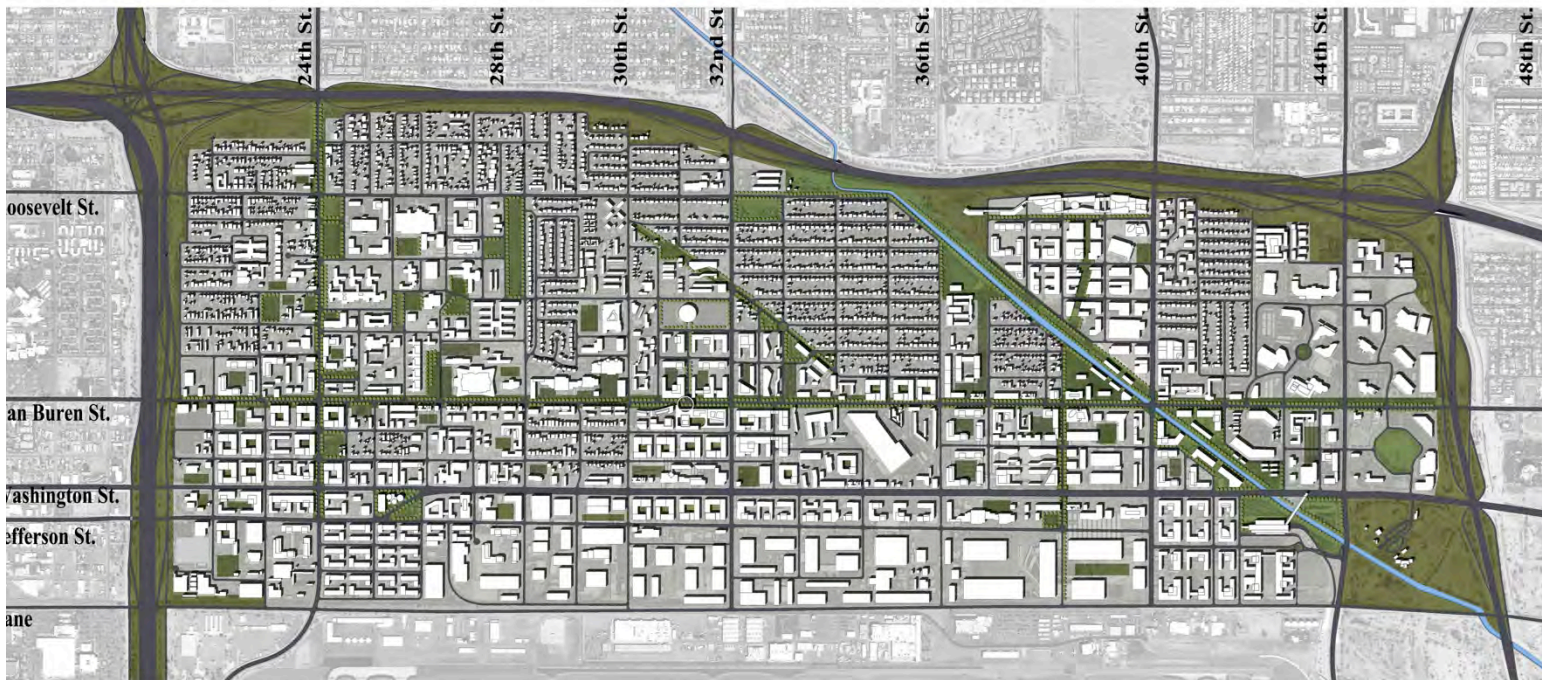 24th St.
28th St.
30th St.
32nd St
36th St.
40th St.
44th St.
48th St.
oosevelt St.
an Buren St.
Washington St.
efferson St.
ane